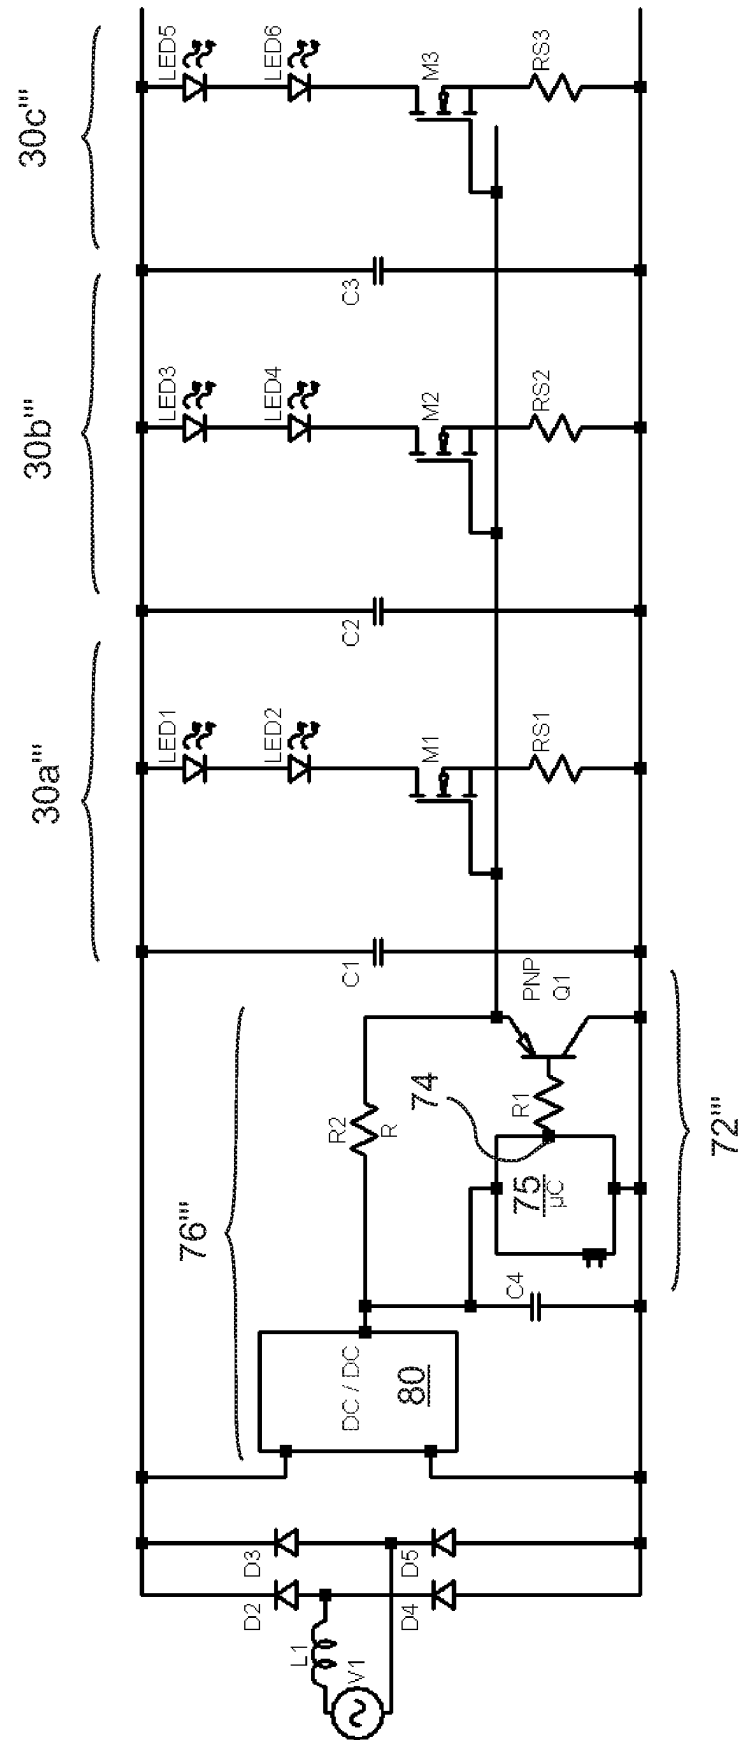 30a'''
30b'''
30c'''
LED1
LED3
LED5
LED2
LED4
LED6
C1
C2
C3
M1
M2
M3
RS1
RS2
RS3
76'''
R2
R
DC / DC
80
D3
D2
L1
V1
D5
D4
74
PNP
Q1
R1
75
µC
C4
72'''